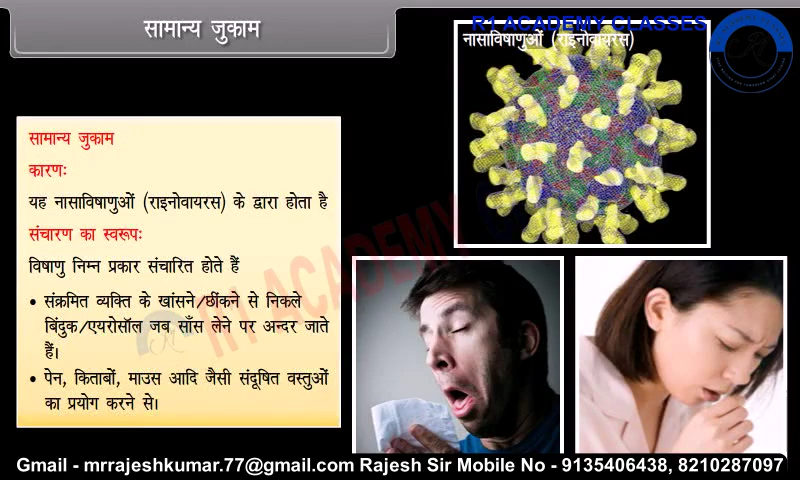 सामान्य जुकाम
R1 ACADEMY CLASSES
नासाविषाणुओं (राइनोवायरस)
सामान्य जुकाम
कारणः
यह नासाविषाणुओं (राइनोवायरस) के द्वारा होता है
संचारण का स्वरूपः
विषाणु निम्न प्रकार संचारित होते हैं
• संक्रमित व्यक्ति के खांसने/छींकने से निकले
बिंदुक/एयरोसॉल जब साँस लेने पर अन्दर जाते
हैं।
• पेन, किताबों, माउस आदि जैसी संदूषित वस्तुओं
का प्रयोग करने से।
R1 ACADEMY
Gmail - mrrajeshkumar.77@gmail.com Rajesh Sir Mobile No - 9135406438, 8210287097